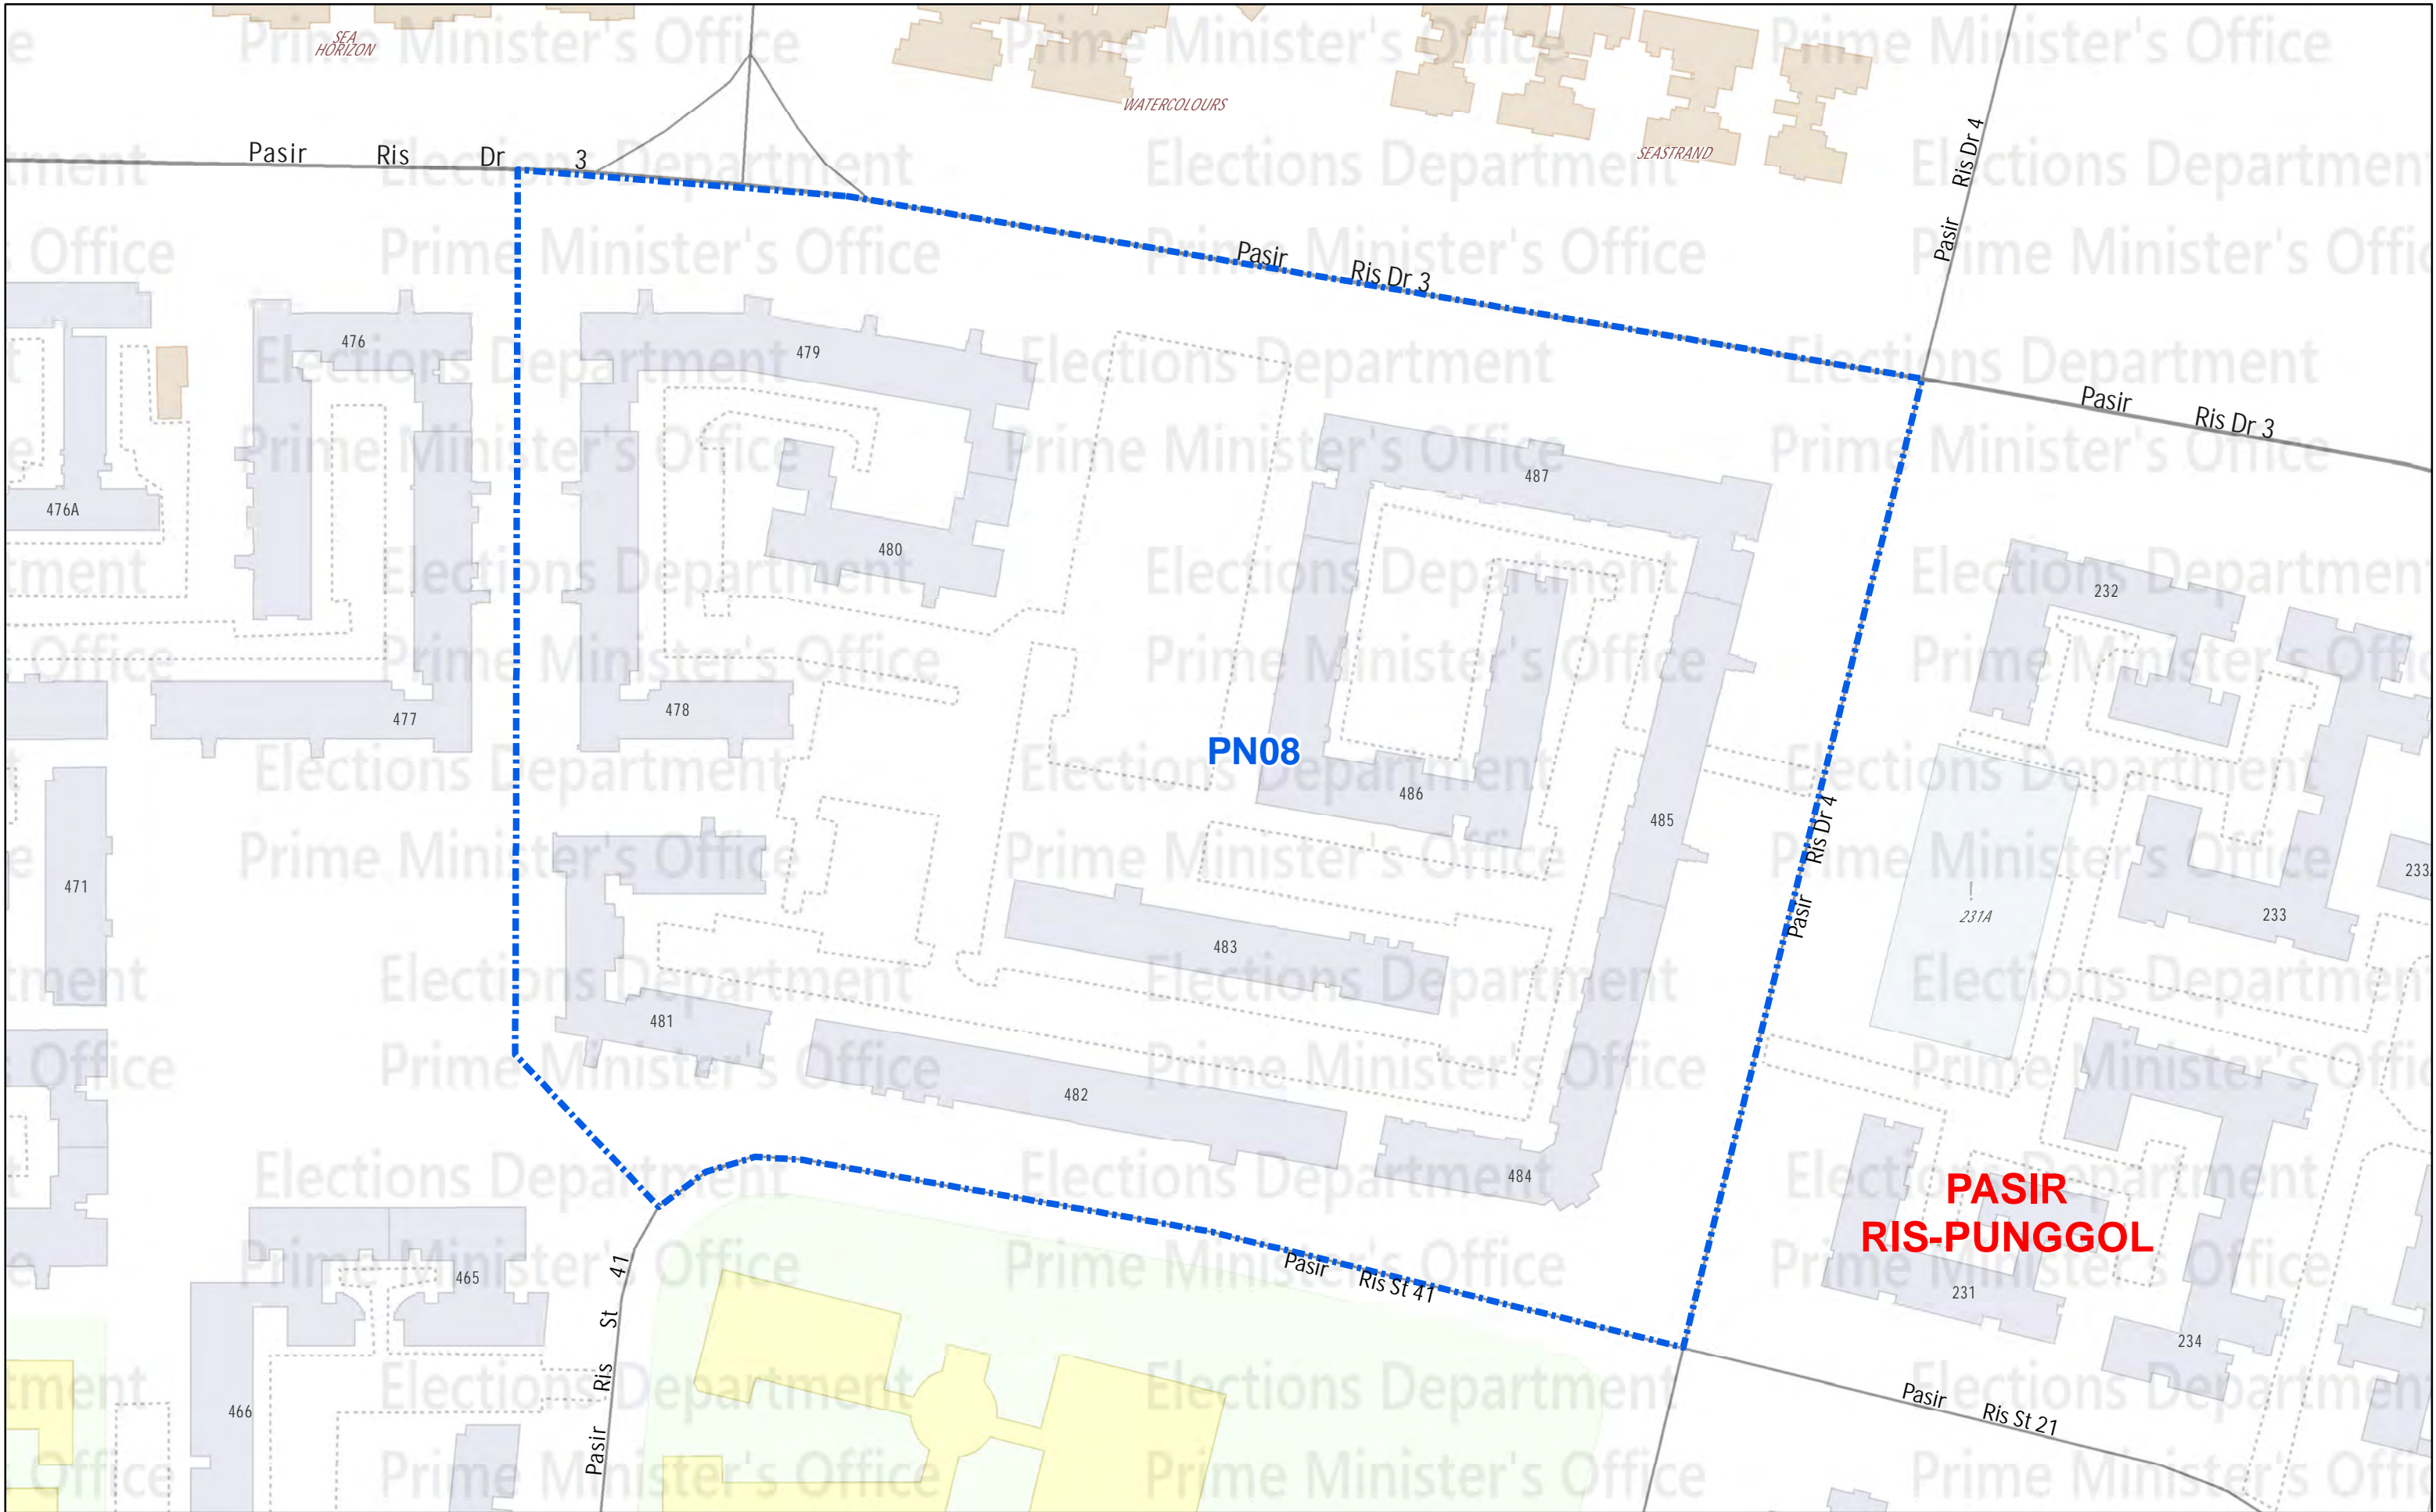 Prime Minister's Office
Elections Department
SEA
HORIZON
WATERCOLOURS
SEASTRAND
Pasir Ris Dr 3
Pasir Ris Dr 4
Pasir Ris Dr 3
Pasir Ris Dr 3
476
479
476A
487
480
232
477
478
PN08
486
485
471
483
231A
!
233
233
481
482
484
PASIR
RIS-PUNGGOL
Pasir Ris Dr 4
465
Pasir Ris St 41
Pasir Ris St 41
231
234
466
Pasir Ris St 21